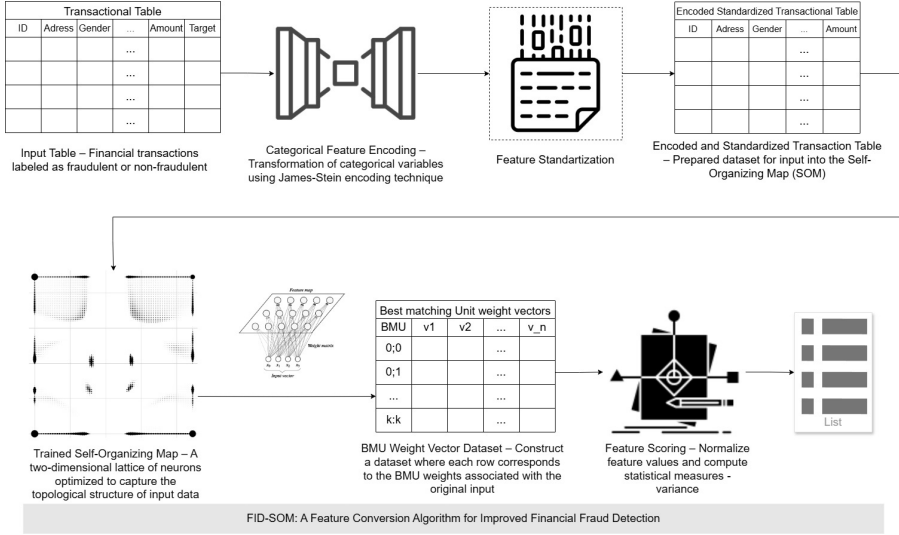 Transactional Table
ID Adress Gender ... Amount Target
...
...
...
...
Input Table – Financial transactions
labeled as fraudulent or non-fraudulent
Categorical Feature Encoding –
Transformation of categorical variables
using James-Stein encoding technique
Feature Standartization
Encoded Standardized Transactional Table
ID Adress Gender ... Amount
...
...
...
...
Encoded and Standardized Transaction Table
– Prepared dataset for input into the Self-
Organizing Map (SOM)
Trained Self-Organizing Map – A
two-dimensional lattice of neurons
optimized to capture the
topological structure of input data
Feature map
Weight matrix
Input vector
Best matching Unit weight vectors
BMU v1 v2 ... v_n
0;0 ...
0;1 ...
... ...
k:k ...
BMU Weight Vector Dataset – Construct
a dataset where each row corresponds
to the BMU weights associated with the
original input
Feature Scoring – Normalize
feature values and compute
statistical measures -
variance
List
FID-SOM: A Feature Conversion Algorithm for Improved Financial Fraud Detection